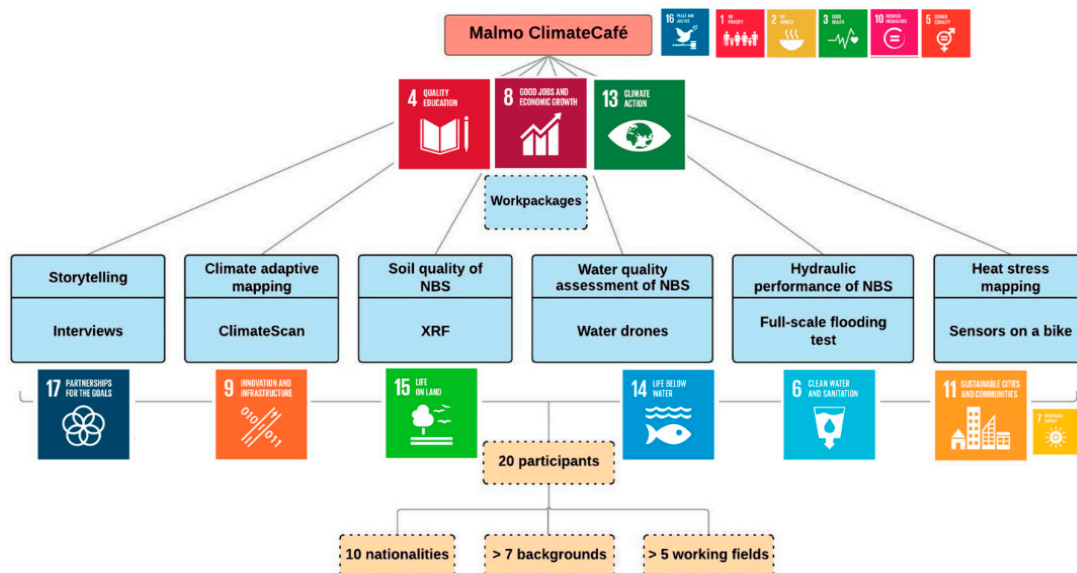 Malmo ClimateCafé
16 PEACE AND JUSTICE
1 NO POVERTY
2 NO HUNGER
3 GOOD HEALTH
10 REDUCED INEQUALITIES
5 GENDER EQUALITY
4 QUALITY EDUCATION
8 GOOD JOBS AND ECONOMIC GROWTH
13 CLIMATE ACTION
Workpackages
Storytelling
Interviews
Climate adaptive
mapping
ClimateScan
Soil quality of
NBS
XRF
Water quality
assessment of NBS
Water drones
Hydraulic
performance of NBS
Full-scale flooding
test
Heat stress
mapping
Sensors on a bike
17 PARTNERSHIPS
FOR THE GOALS
9 INNOVATION AND
INFRASTRUCTURE
010
011
15 LIFE
ON LAND
14 LIFE BELOW
WATER
6 CLEAN WATER
AND SANITATION
11 SUSTAINABLE CITIES
AND COMMUNITIES
7
20 participants
10 nationalities
> 7 backgrounds
> 5 working fields